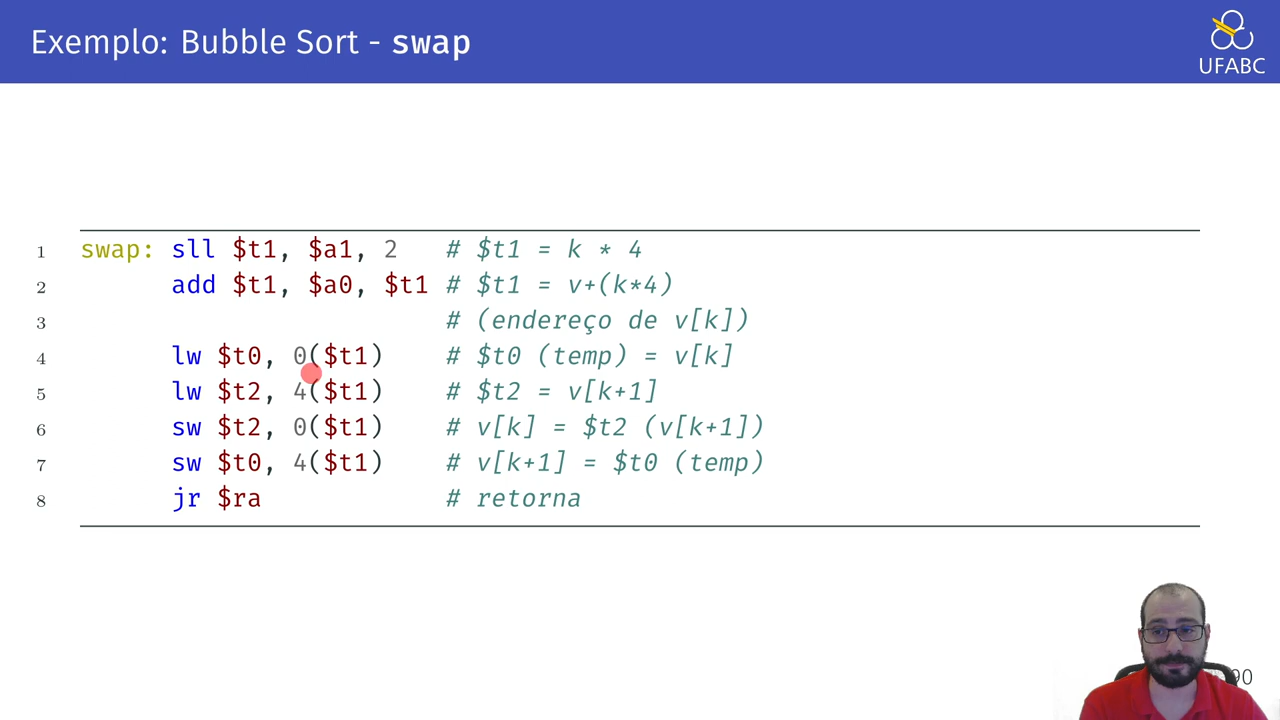 Exemplo: Bubble Sort - swap
UFABC
1 swap: sll $t1, $a1, 2 # $t1 = k * 4
2 add $t1, $a0, $t1 # $t1 = v+(k*4)
3 # (endereço de v[k])
4 lw $t0, 0($t1) # $t0 (temp) = v[k]
5 lw $t2, 4($t1) # $t2 = v[k+1]
6 sw $t2, 0($t1) # v[k] = $t2 (v[k+1])
7 sw $t0, 4($t1) # v[k+1] = $t0 (temp)
8 jr $ra # retorna